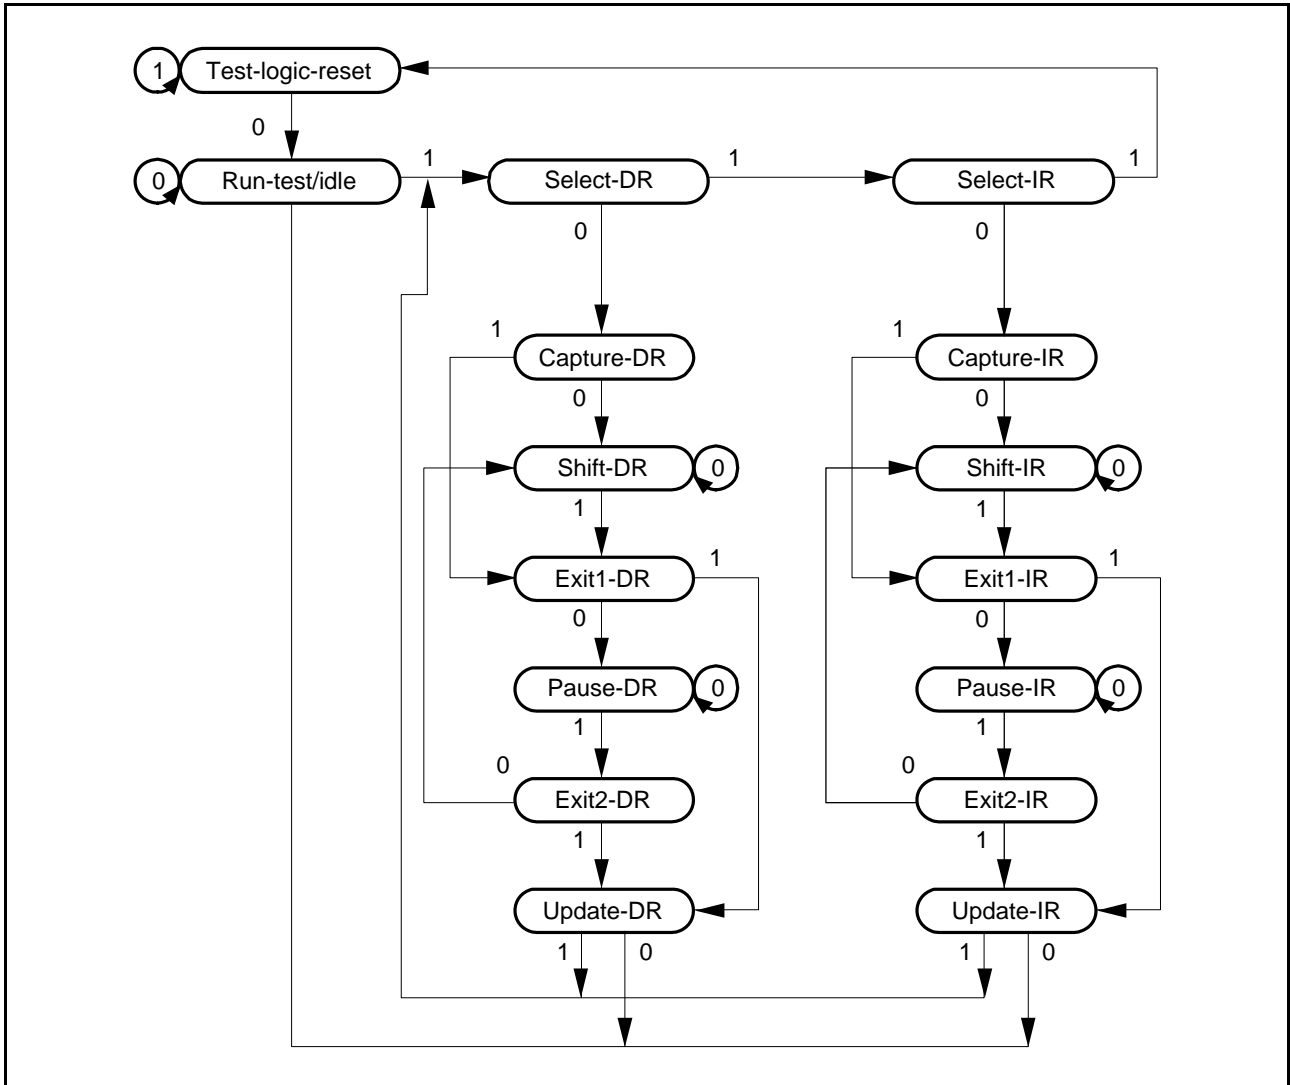 1 Test-logic-reset
0
0 Run-test/idle 1 Select-DR 1 Select-IR 1
0 0
1 1
Capture-DR Capture-IR
0 0
Shift-DR 0 Shift-IR 0
1 1
Exit1-DR 1 Exit1-IR 1
0 0
Pause-DR 0 Pause-IR 0
1 1
0 0
Exit2-DR Exit2-IR
1 1
Update-DR Update-IR
1 0 1 0